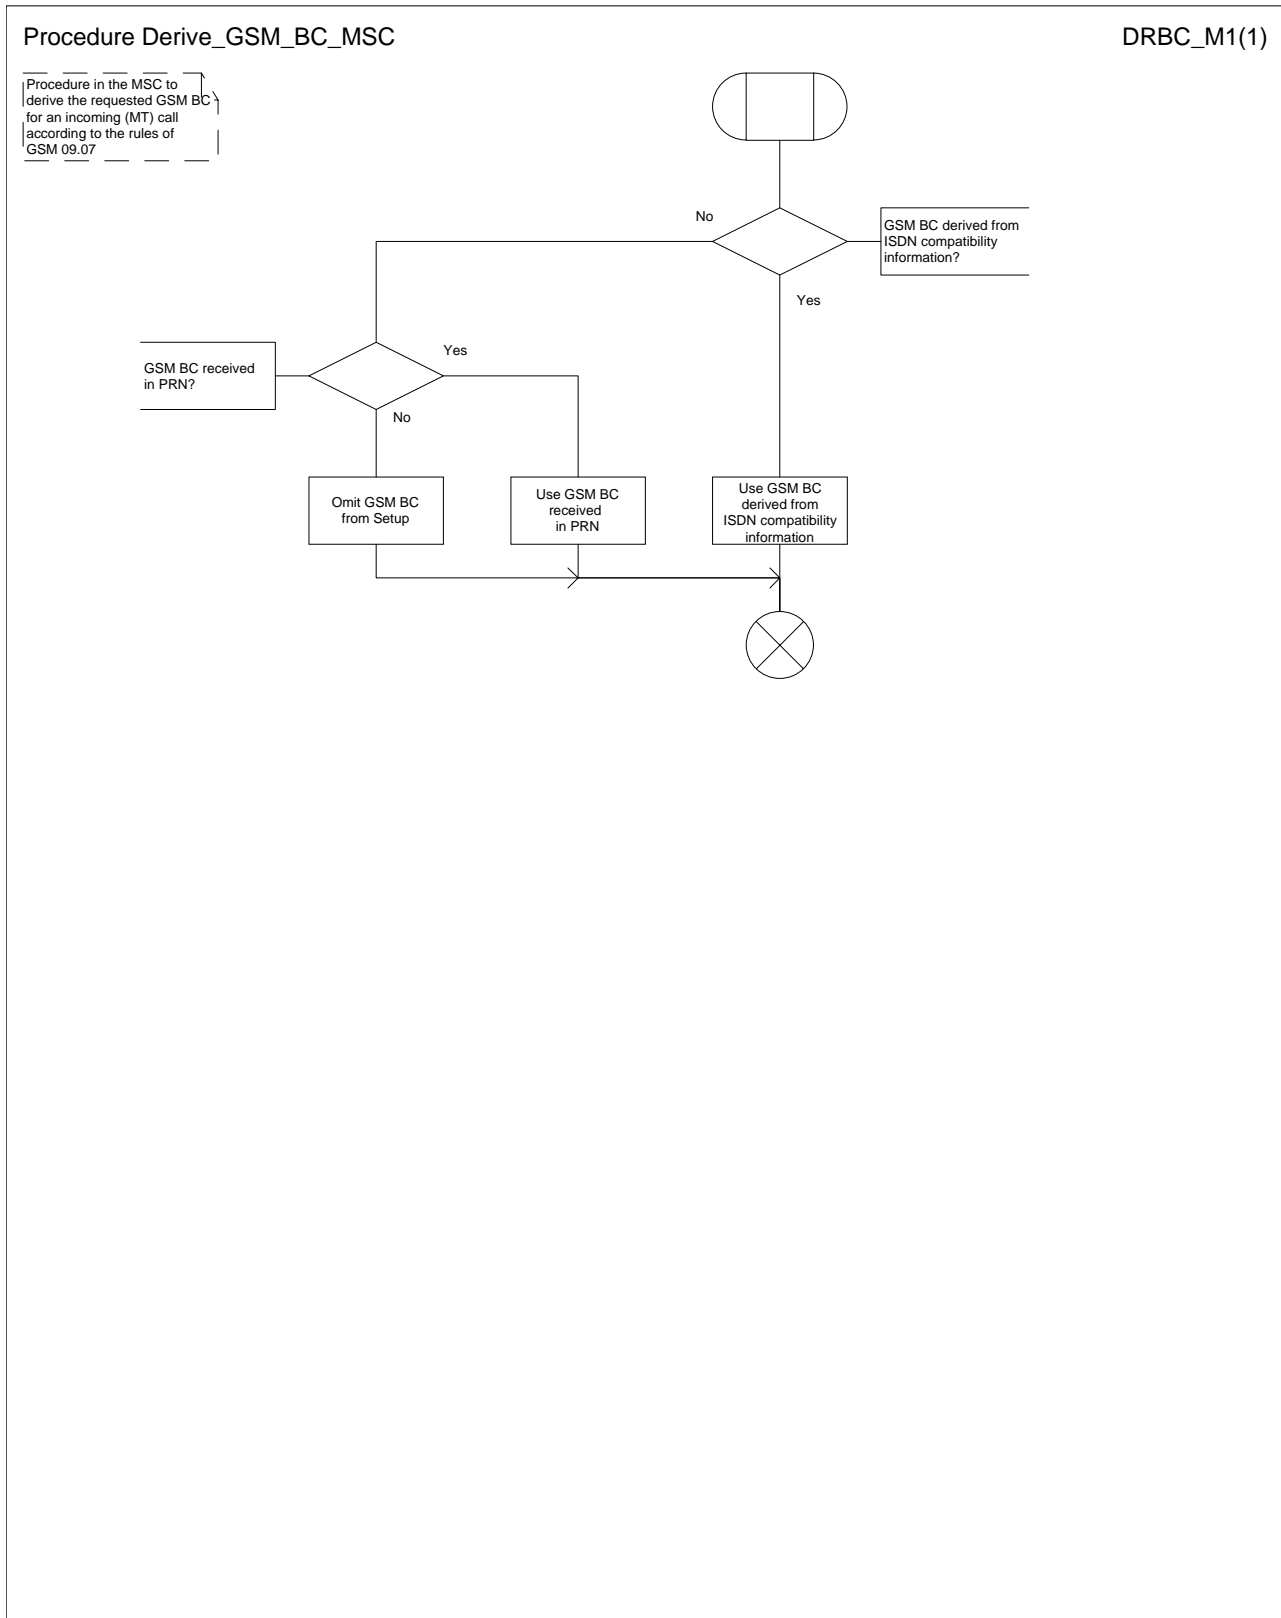 Procedure Derive_GSM_BC_MSC
DRBC_M1(1)
Procedure in the MSC to
derive the requested GSM BC
for an incoming (MT) call
according to the rules of
GSM 09.07
No
GSM BC derived from
ISDN compatibility
information?
Yes
GSM BC received
in PRN?
Yes
No
Omit GSM BC
from Setup
Use GSM BC
received
in PRN
Use GSM BC
derived from
ISDN compatibility
information